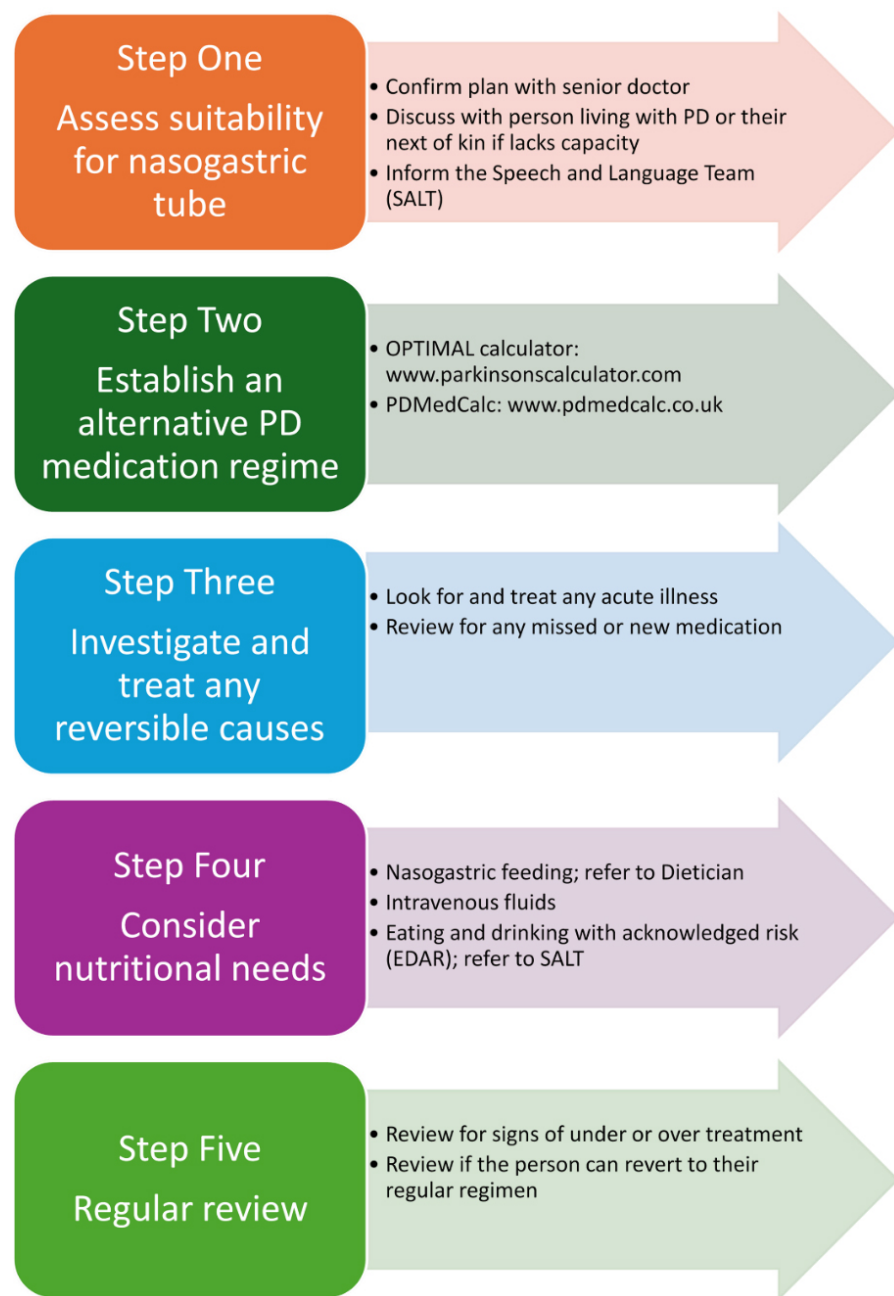 Step One
Assess suitability
for nasogastric
tube
• Confirm plan with senior doctor
• Discuss with person living with PD or their
next of kin if lacks capacity
• Inform the Speech and Language Team
(SALT)
Step Two
Establish an
alternative PD
medication regime
• OPTIMAL calculator:
www.parkinsonscalculator.com
• PDMedCalc: www.pdmedcalc.co.uk
Step Three
Investigate and
treat any
reversible causes
• Look for and treat any acute illness
• Review for any missed or new medication
Step Four
Consider
nutritional needs
• Nasogastric feeding; refer to Dietician
• Intravenous fluids
• Eating and drinking with acknowledged risk
(EDAR); refer to SALT
Step Five
Regular review
• Review for signs of under or over treatment
• Review if the person can revert to their
regular regimen